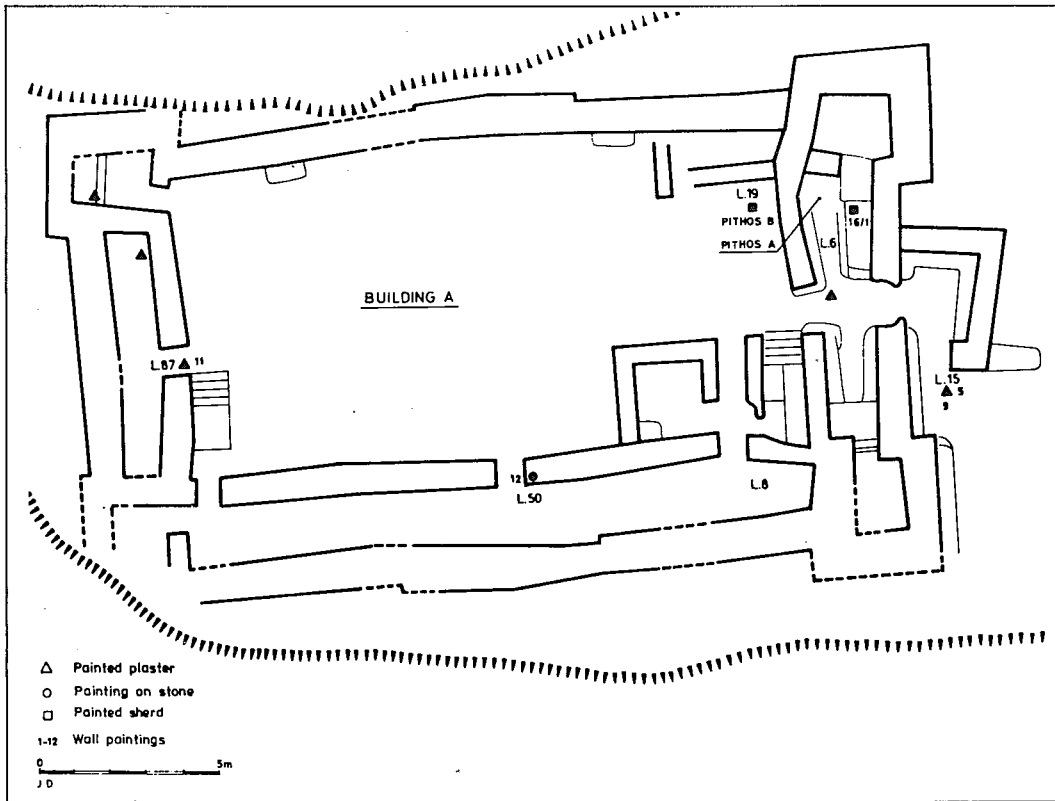 L.19
PITHOS B
16/1
PITHOS A
L.6
BUILDING A
L.87 11
L.15
5
9
12
L.50
L.8
Painted plaster
Painting on stone
Painted sherd
1-12 Wall paintings
0 5m
J D